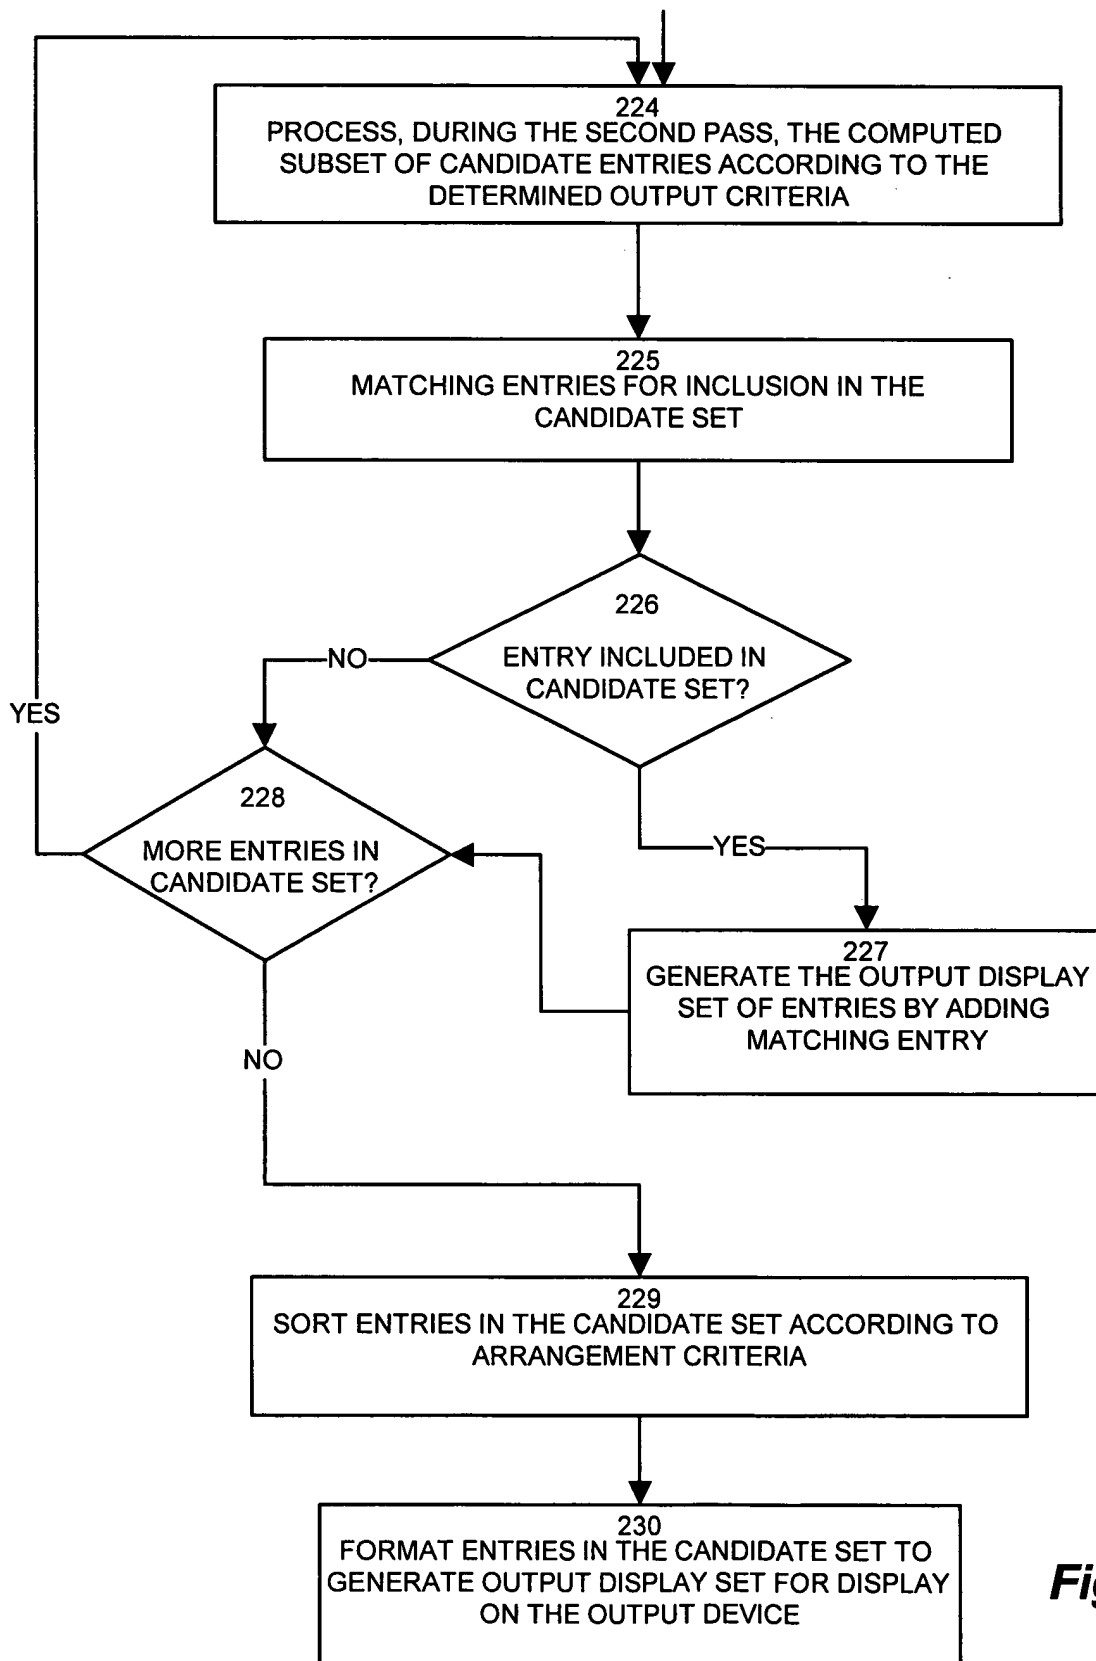 224
PROCESS, DURING THE SECOND PASS, THE COMPUTED
SUBSET OF CANDIDATE ENTRIES ACCORDING TO THE
DETERMINED OUTPUT CRITERIA
225
MATCHING ENTRIES FOR INCLUSION IN THE
CANDIDATE SET
226
ENTRY INCLUDED IN
CANDIDATE SET?
NO
YES
228
MORE ENTRIES IN
CANDIDATE SET?
YES
227
GENERATE THE OUTPUT DISPLAY
SET OF ENTRIES BY ADDING
MATCHING ENTRY
NO
229
SORT ENTRIES IN THE CANDIDATE SET ACCORDING TO
ARRANGEMENT CRITERIA
230
FORMAT ENTRIES IN THE CANDIDATE SET TO
GENERATE OUTPUT DISPLAY SET FOR DISPLAY
ON THE OUTPUT DEVICE